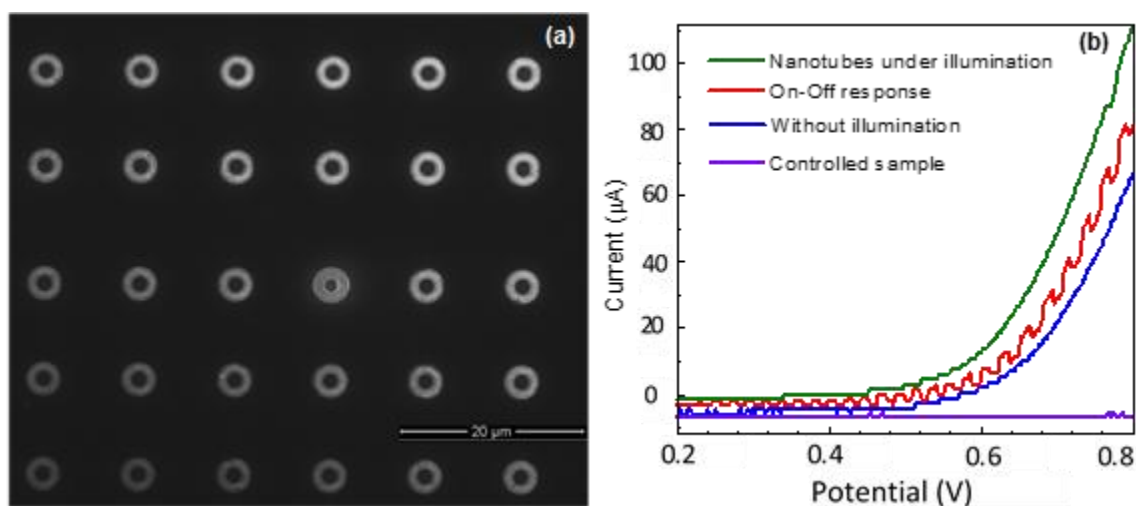 (a)
20 µm
(b)
Nanotubes under illumination
On-Off response
Without illumination
Controlled sample
100
80
60
40
20
0
Current (µA)
0.2 0.4 0.6 0.8
Potential (V)